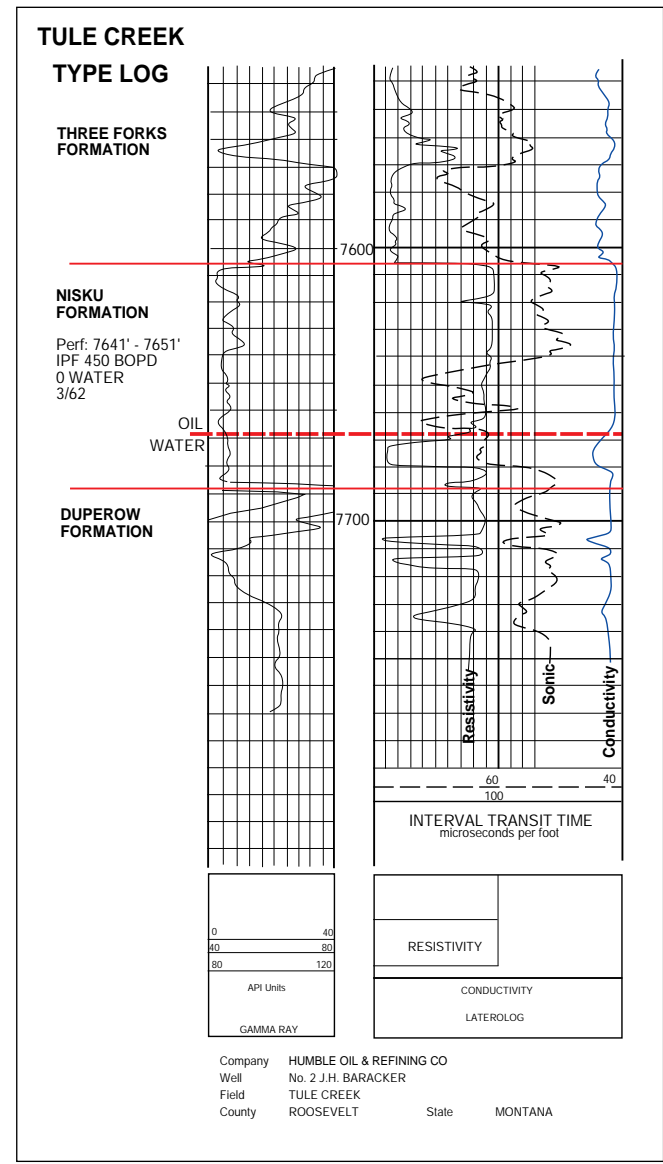 TULE CREEK
TYPE LOG
THREE FORKS
FORMATION
7600
NISKU
FORMATION
Perf: 7641' - 7651'
IPF 450 BOPD
0 WATER
3/62
OIL
WATER
DUPEROW
FORMATION
7700
Resistivity
Sonic
Conductivity
60 40
100
INTERVAL TRANSIT TIME
microseconds per foot
0 40
40 80
80 120
API Units
GAMMA RAY
RESISTIVITY
CONDUCTIVITY
LATEROLOG
Company HUMBLE OIL & REFINING CO
Well No. 2 J.H. BARACKER
Field TULE CREEK
County ROOSEVELT State MONTANA